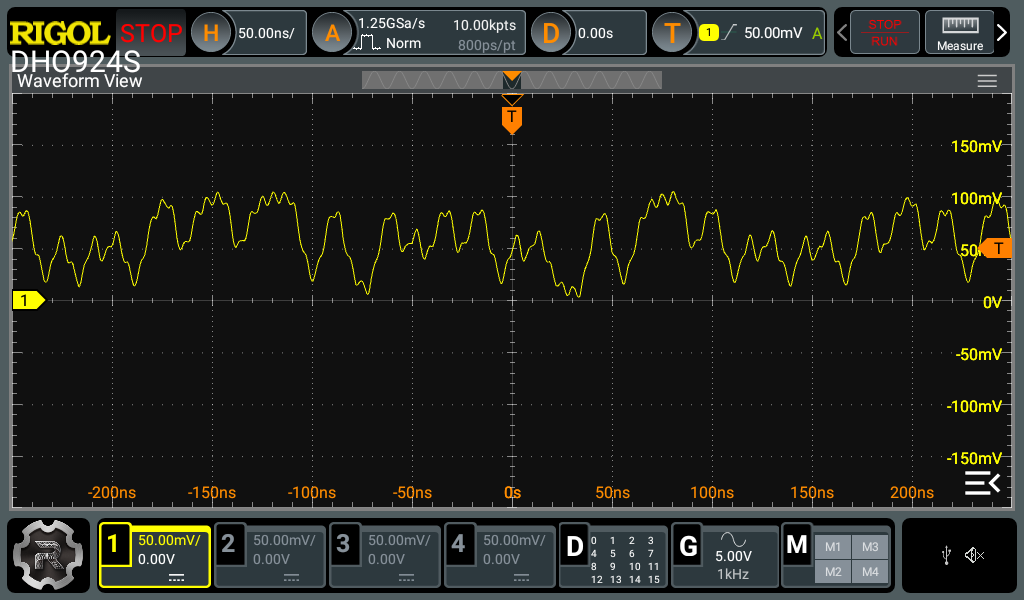 RIGOL STOP H 50.00ns/ A 1.25GSa/s 10.00kpts D 0.00s T 1 50.00mV A STOP RUN Measure
Norm 800ps/pt
DHO924S
Waveform View
T
150mV
100mV
50 T
1 0V
-50mV
-100mV
-150mV
-200ns -150ns -100ns -50ns 0s 50ns 100ns 150ns 200ns
1 50.00mV/ 0.00V
2 50.00mV/ 0.00V
3 50.00mV/ 0.00V
4 50.00mV/ 0.00V
D 0 1 2 3
4 5 6 7
8 9 10 11
12 13 14 15
G 5.00V 1kHz
M M1 M3
M2 M4